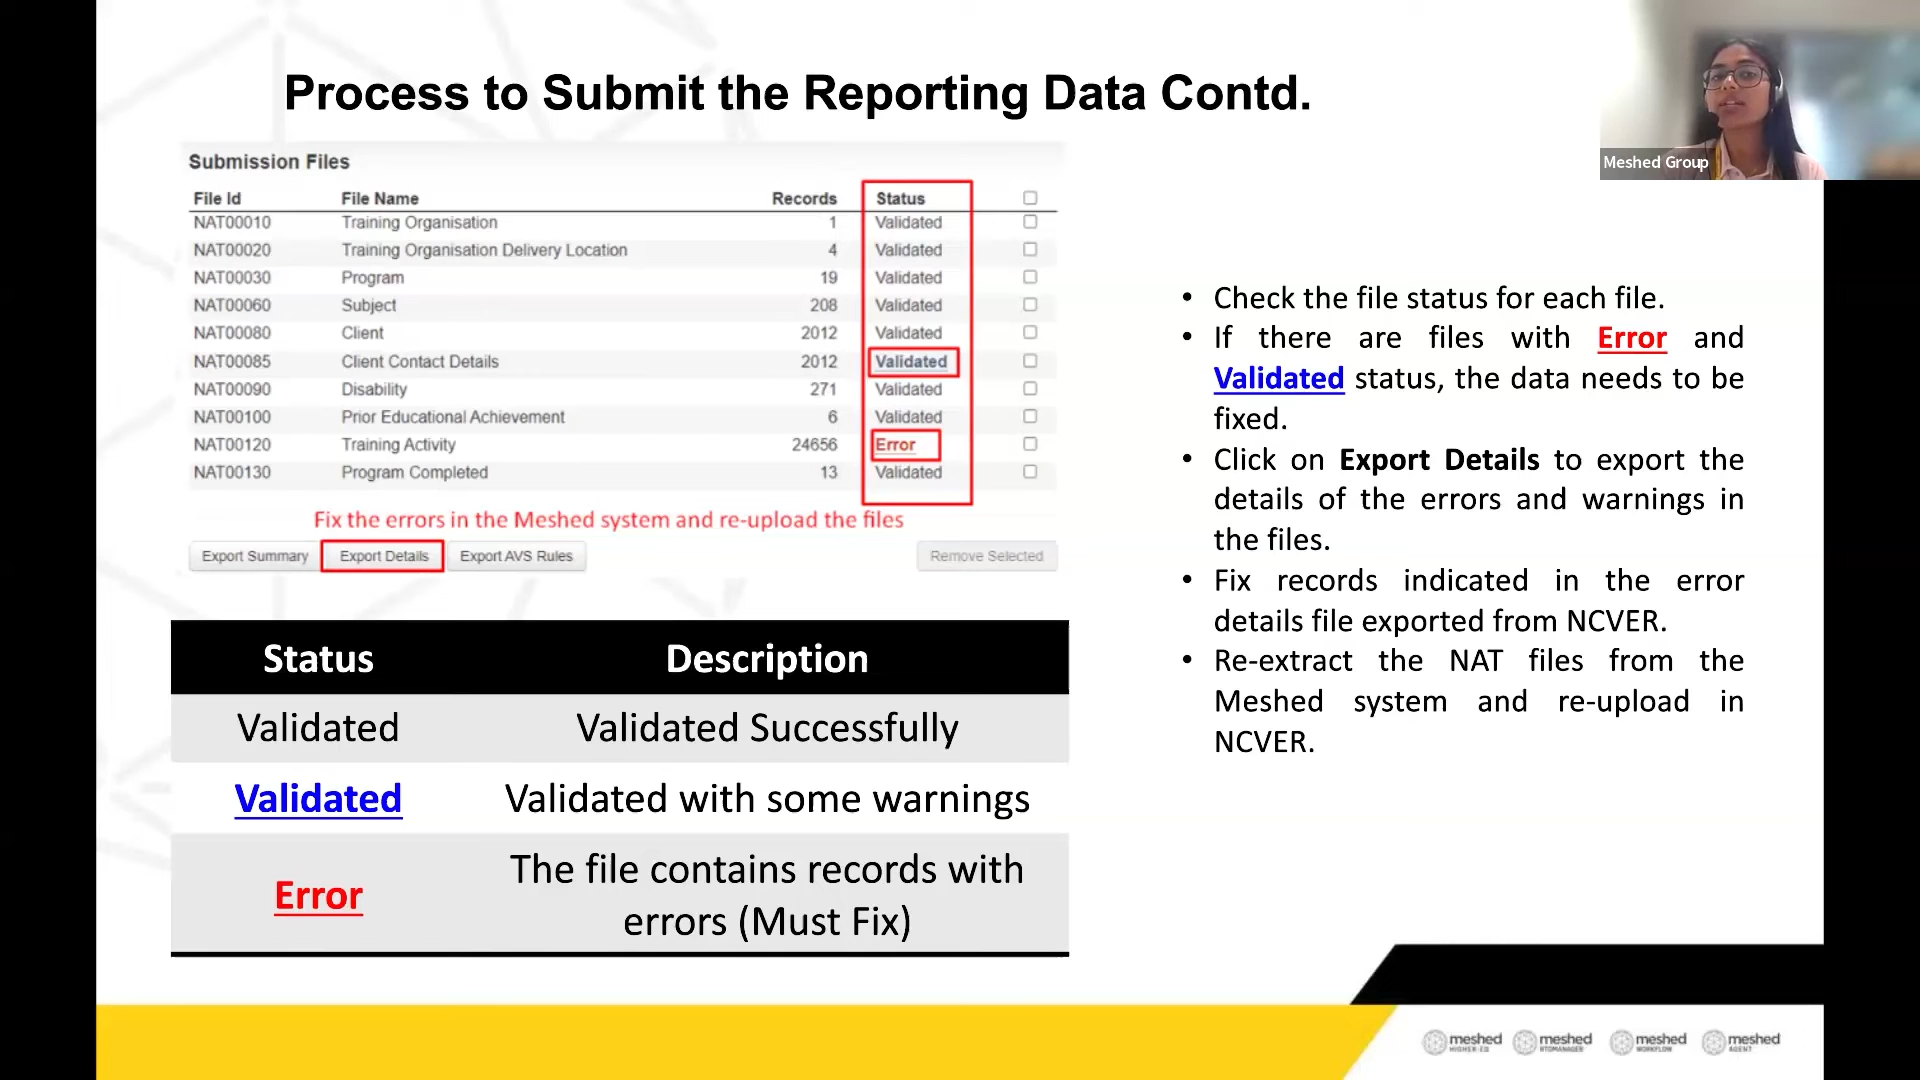 Process to Submit the Reporting Data Contd.
Meshed Group
Submission Files
File Id File Name Records Status
NAT00010 Training Organisation 1 Validated
NAT00020 Training Organisation Delivery Location 4 Validated
NAT00030 Program 19 Validated
NAT00060 Subject 208 Validated
NAT00080 Client 2012 Validated
NAT00085 Client Contact Details 2012 Validated
NAT00090 Disability 271 Validated
NAT00100 Prior Educational Achievement 6 Validated
NAT00120 Training Activity 24656 Error
NAT00130 Program Completed 13 Validated
Fix the errors in the Meshed system and re-upload the files
Export Summary Export Details Export AVS Rules Remove Selected
Status Description
Validated Validated Successfully
Validated Validated with some warnings
Error The file contains records with
errors (Must Fix)
• Check the file status for each file.
• If there are files with Error and
Validated status, the data needs to be
fixed.
• Click on Export Details to export the
details of the errors and warnings in
the files.
• Fix records indicated in the error
details file exported from NCVER.
• Re-extract the NAT files from the
Meshed system and re-upload in
NCVER.
meshed meshed meshed meshed
HIGHER-ED RTOMANAGER WORKFLOW AGENT